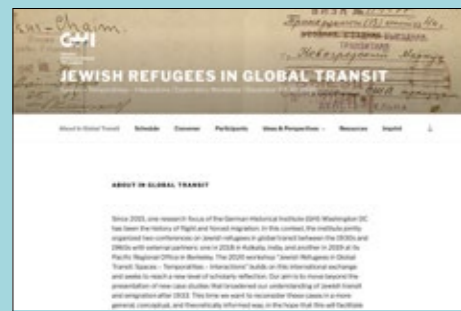 GHI
JEWISH REFUGEES IN GLOBAL TRANSIT
About In Global Transit Schedule Convener Participants Ideas & Perspectives Resources Imprint
ABOUT IN GLOBAL TRANSIT
Since 2015, one research focus of the German Historical Institute (GHI) Washington DC
has been the history of flight and forced migration. In this context, the institute jointly
organized two conferences on Jewish refugees in global transit between the 1930s and
1960s with external partners: one in 2018 in Kolkata, India, and another in 2019 at its
Pacific Regional Office in Berkeley. The 2020 workshop "Jewish Refugees in Global
Transit: Spaces – Temporalities – Interactions" builds on this international exchange
and seeks to reach a new level of scholarly reflection. Our aim is to move beyond the
presentation of new case studies that broadened our understanding of Jewish transit
and emigration after 1933. This time we want to reconsider these cases in a more
general, conceptual, and theoretically informed way, in the hope that this will facilitate